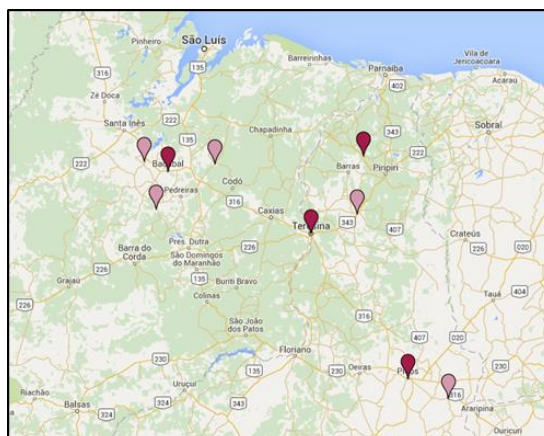 São Luís
Pinheiro
Barreirinhas
Parnaíba
Vila de
Jericoacoara
Acaraú
135
316
402
Zé Doca
Santa Inês
222
Chapadinha
343
222
Sobral
222
135
Barras
Piripiri
Pedreiras
Codó
316
Caxias
343
Teresina
407
Crateús
020
Barra do
Corda
Pres. Dutra
226
São Domingos
do Maranhão
226
Grajaú
226
135
Buriti Bravo
Colinas
Tauá
404
São João
dos Patos
316
407
020
230
Floriano
230
Oeiras
Picos
230
Uruçuí
316
Riachão
Balsas
324
324
343
Araripina
Ouricuri